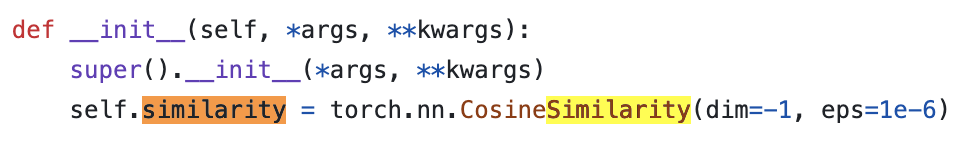 def __init__(self, *args, **kwargs):
super().__init__(*args, **kwargs)
self.similarity = torch.nn.CosineSimilarity(dim=-1, eps=1e-6)